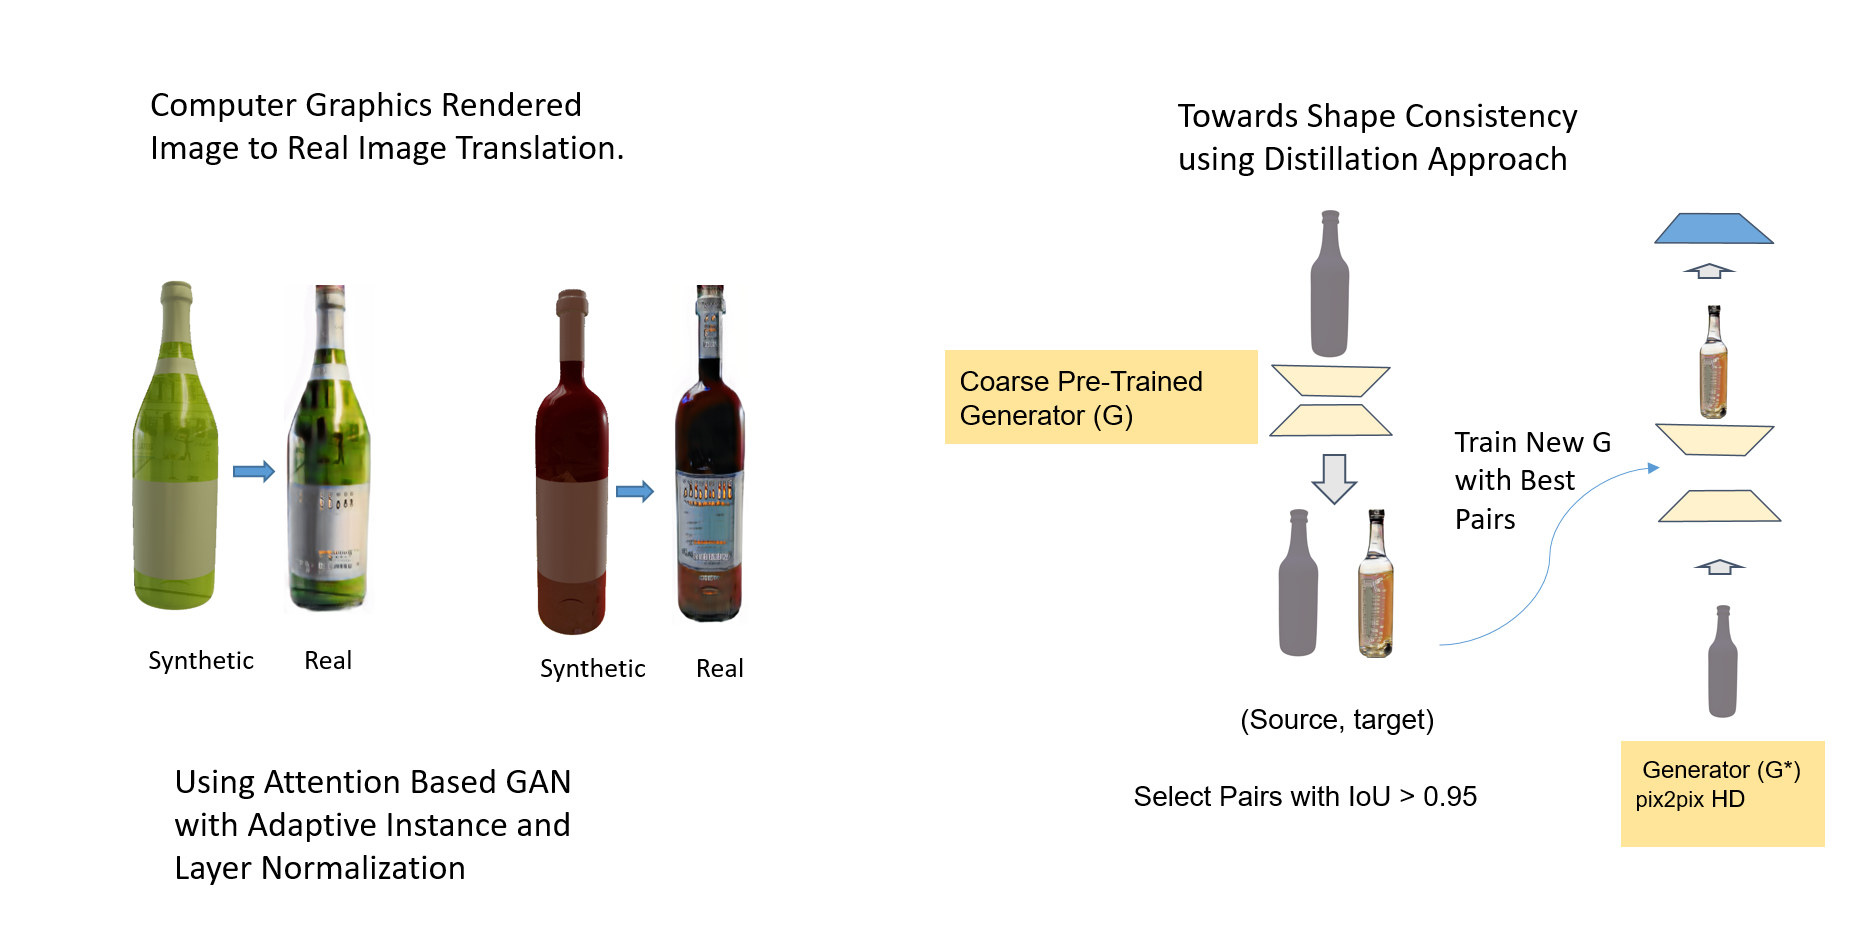 Computer Graphics Rendered
Image to Real Image Translation.
Synthetic
Real
Synthetic
Real
Using Attention Based GAN
with Adaptive Instance and
Layer Normalization
Towards Shape Consistency
using Distillation Approach
Coarse Pre-Trained
Generator (G)
Train New G
with Best
Pairs
(Source, target)
Select Pairs with IoU > 0.95
Generator (G*)
pix2pix HD